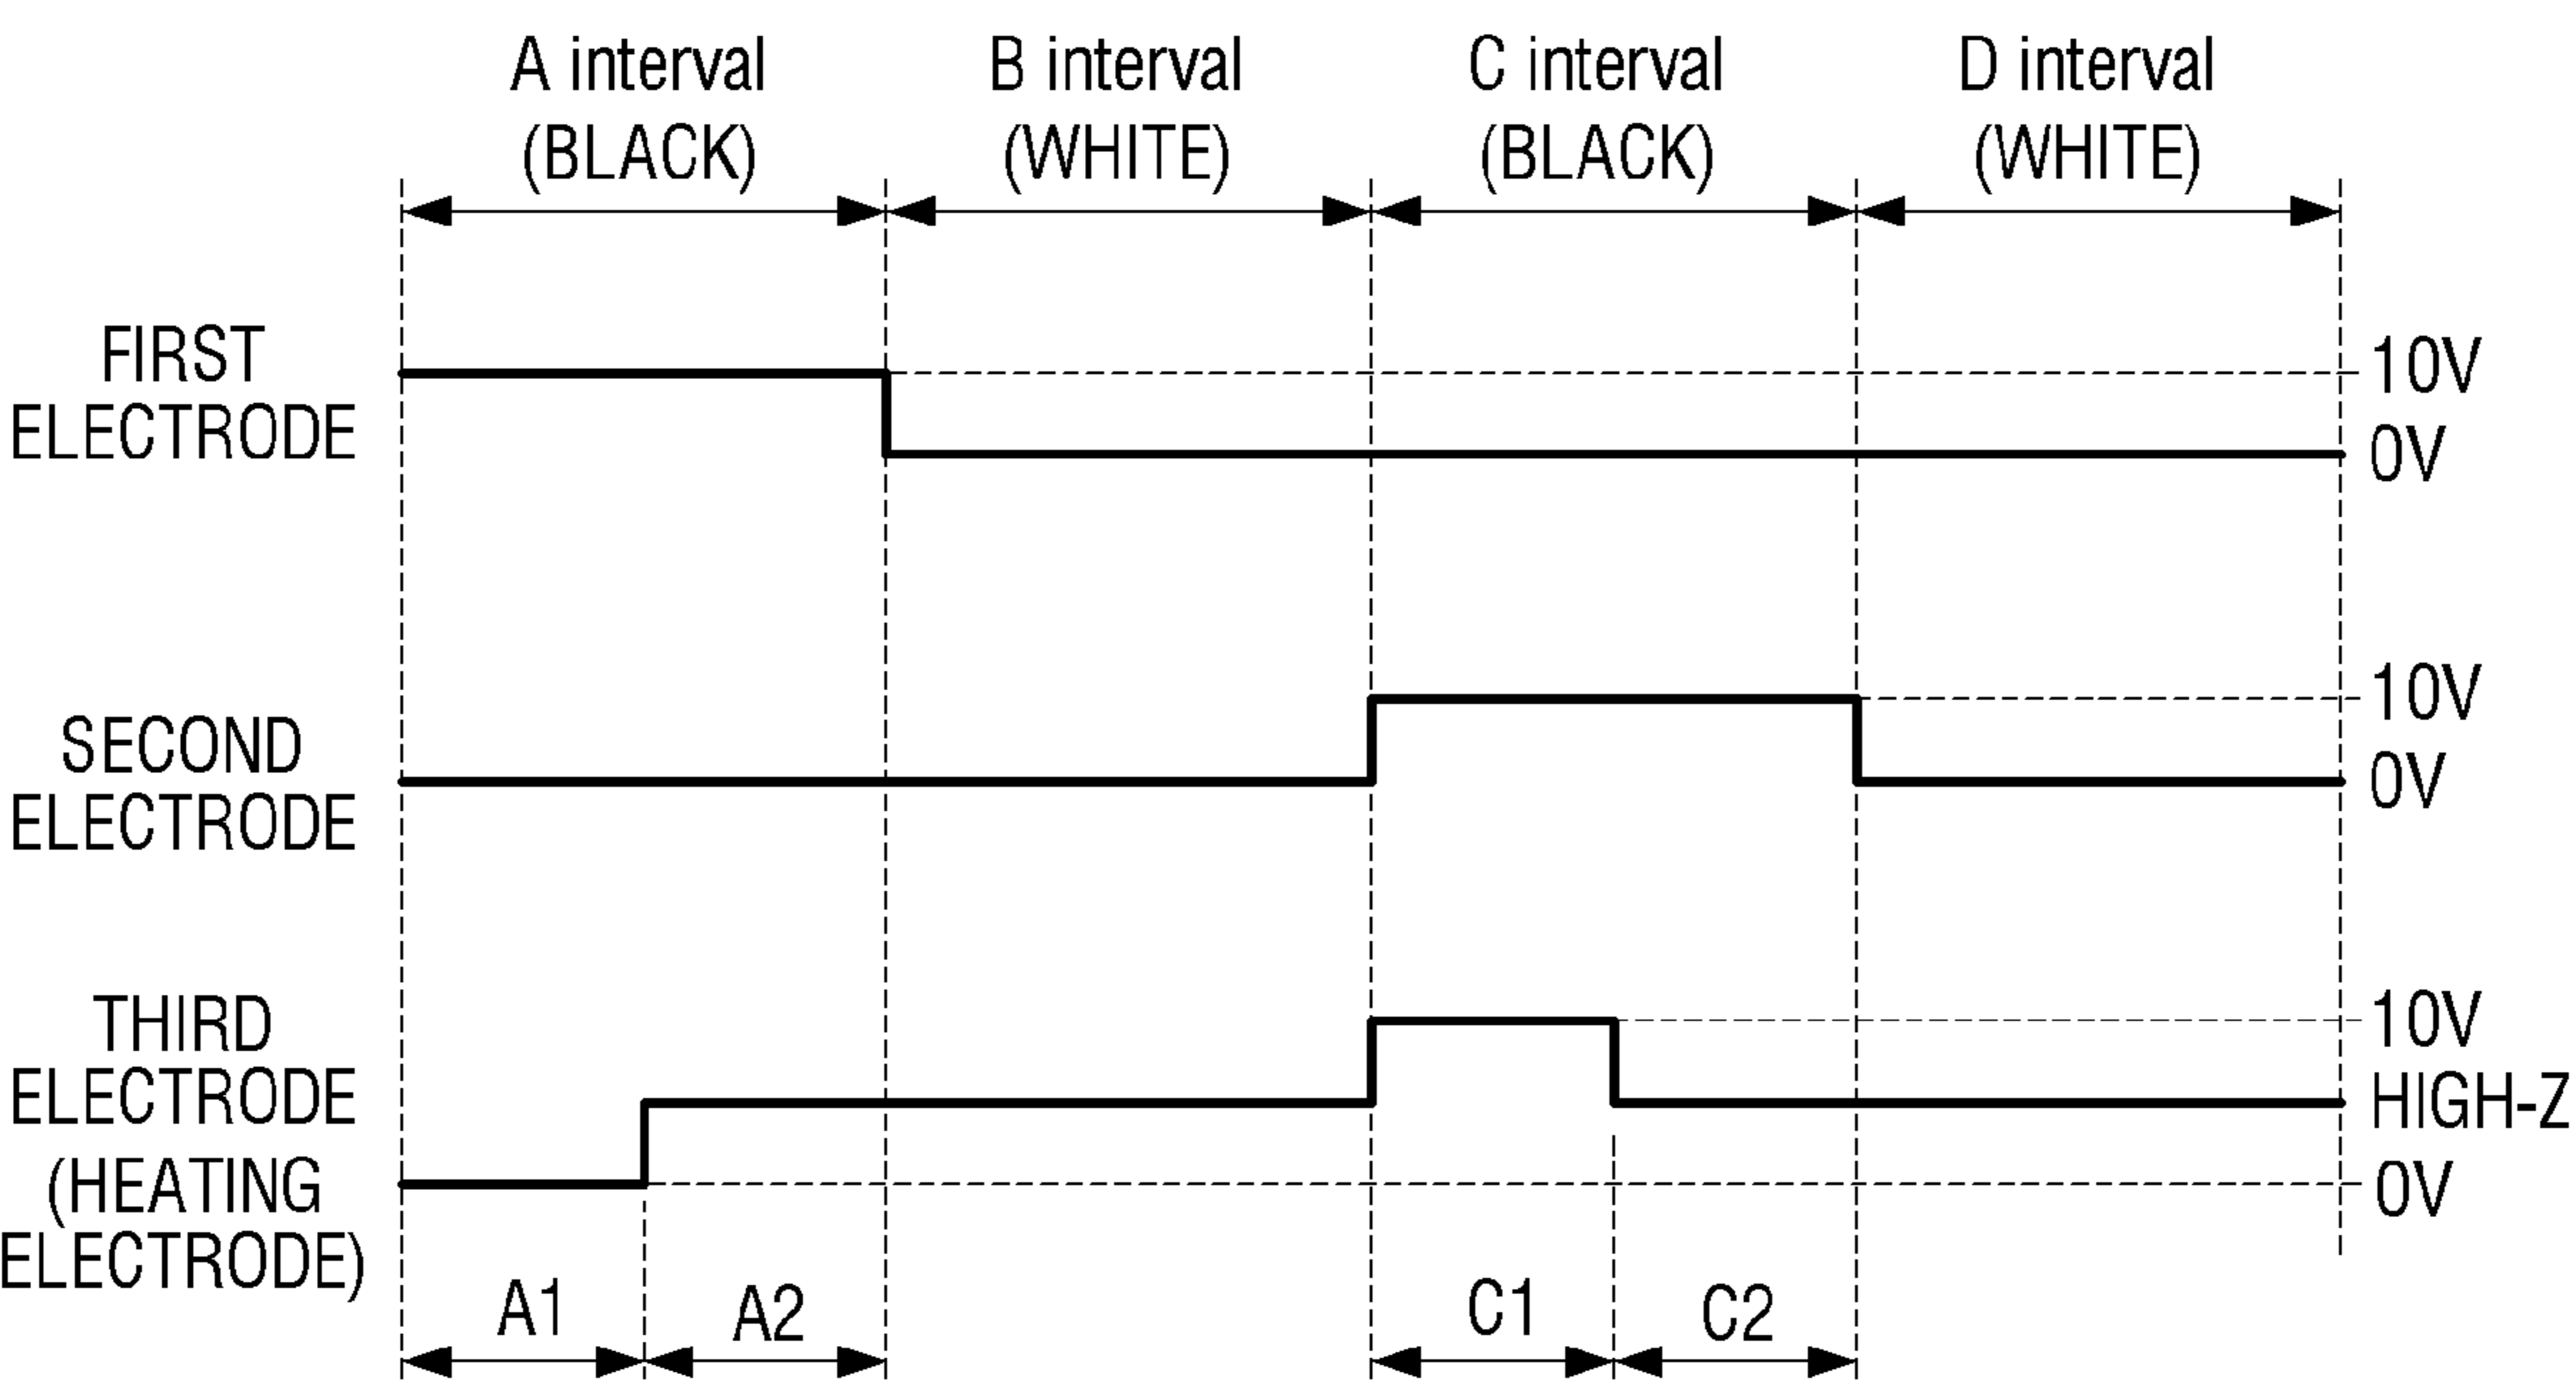 A interval
(BLACK)
B interval
(WHITE)
C interval
(BLACK)
D interval
(WHITE)
FIRST
ELECTRODE
10V
0V
SECOND
ELECTRODE
10V
0V
THIRD
ELECTRODE
(HEATING
ELECTRODE)
10V
HIGH-Z
0V
A1
A2
C1
C2